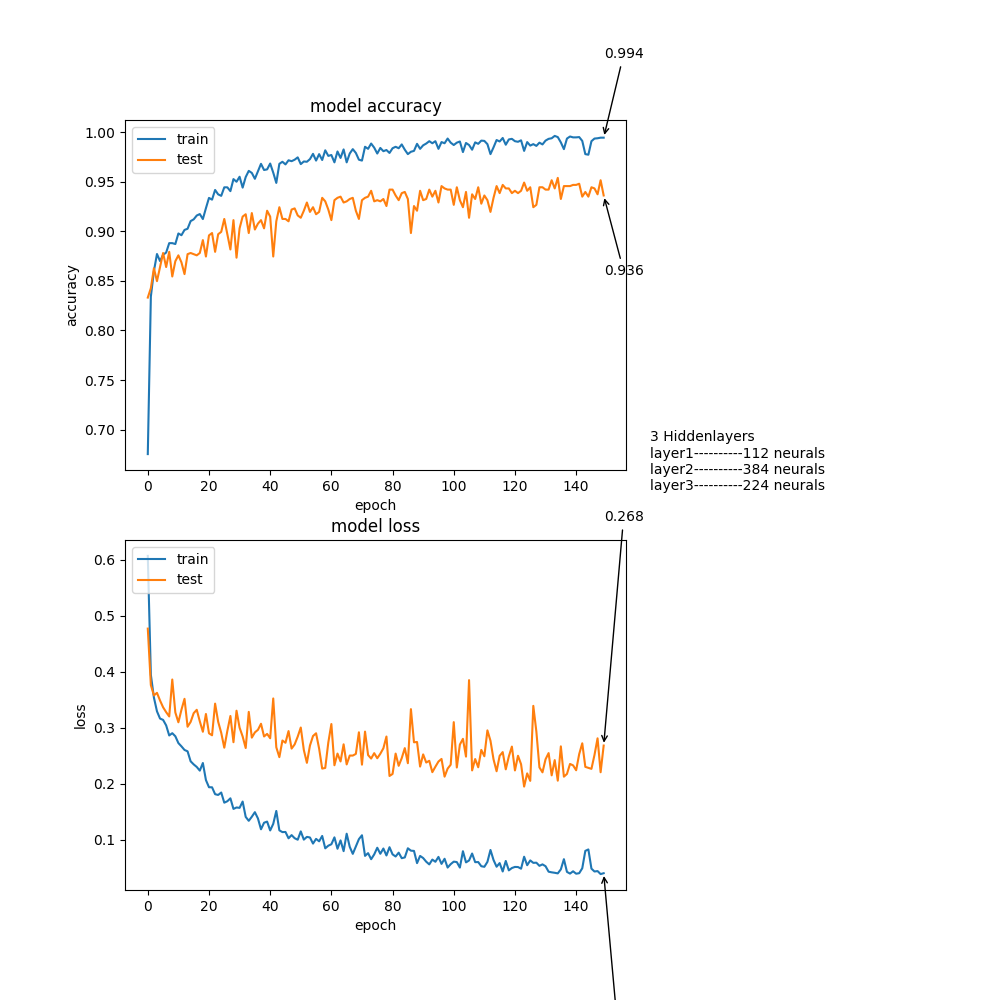 0.994
model accuracy
train
test
1.00
0.95
0.90
0.85
0.80
0.75
0.70
accuracy
0.936
0 20 40 60 80 100 120 140
epoch
3 Hiddenlayers
layer1----------112 neurals
layer2----------384 neurals
layer3----------224 neurals
0.268
model loss
train
test
0.6
0.5
0.4
0.3
0.2
0.1
loss
0 20 40 60 80 100 120 140
epoch